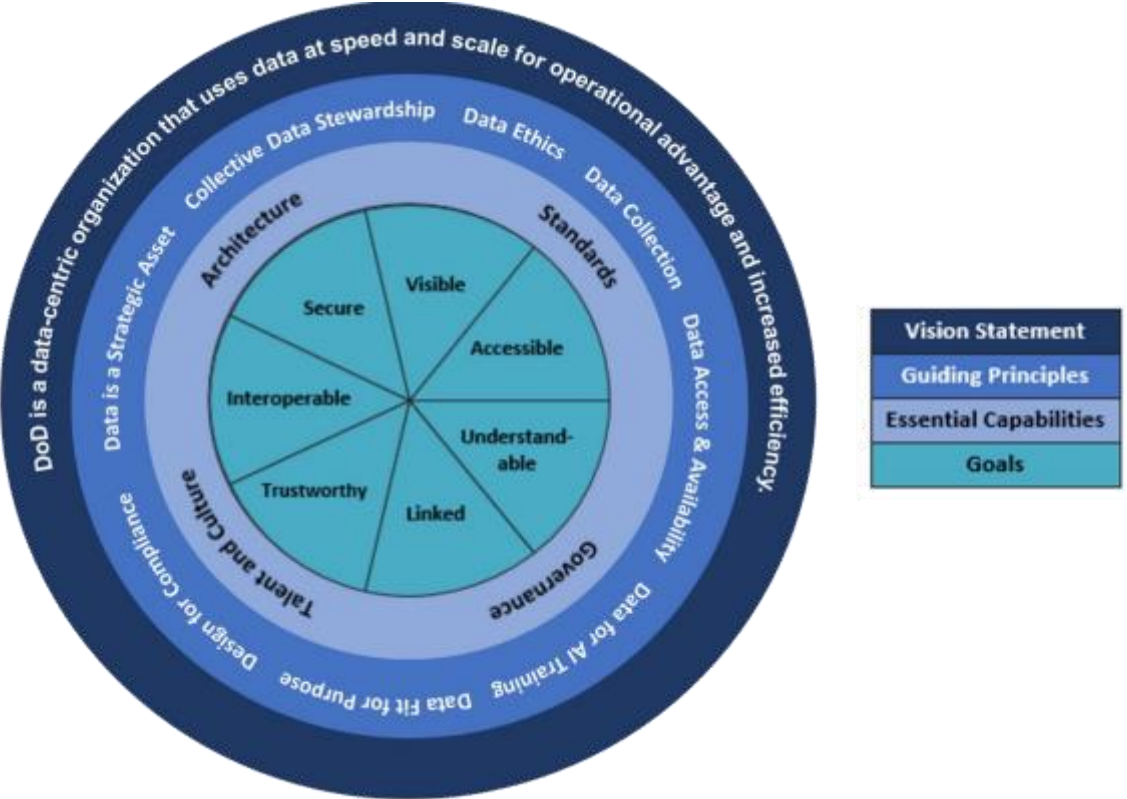 DoD is a data-centric organization that uses data at speed and scale for operational advantage and increased efficiency.
Data is a Strategic Asset
Collective Data Stewardship
Data Ethics
Data Collection
Data Access & Availability
Data for AI Training
Data Fit for Purpose
Design for Compliance
Architecture
Standards
Governance
Talent and Culture
Visible
Accessible
Understand-
able
Linked
Trustworthy
Interoperable
Secure
Vision Statement
Guiding Principles
Essential Capabilities
Goals